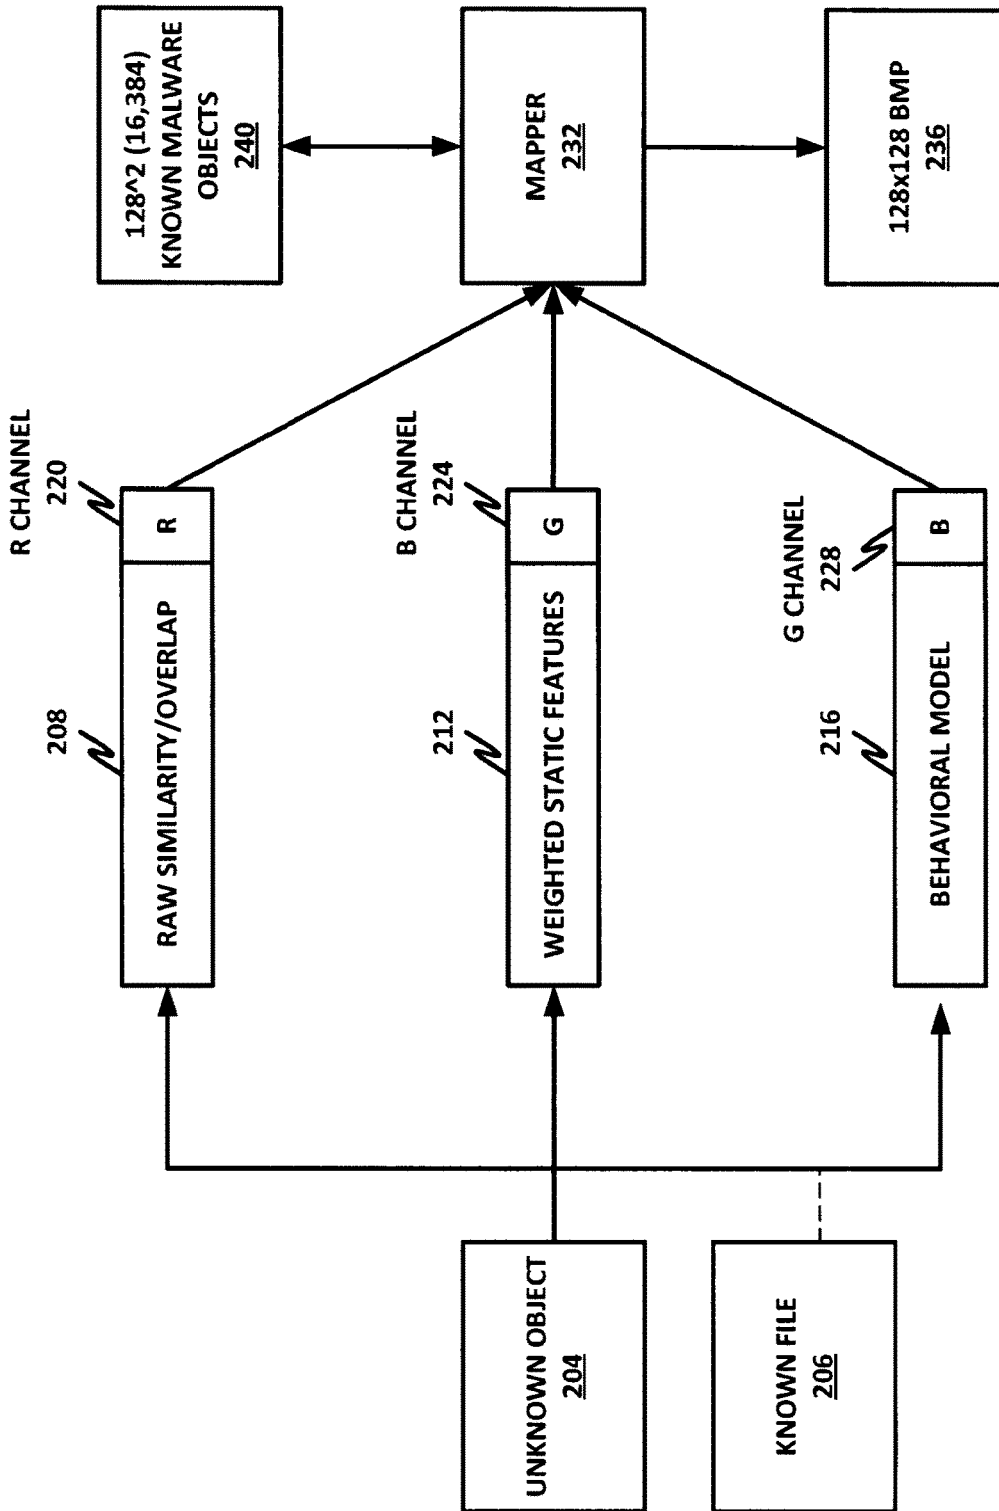 UNKNOWN OBJECT
204
KNOWN FILE
206
208
RAW SIMILARITY/OVERLAP
R CHANNEL
220
R
212
WEIGHTED STATIC FEATURES
B CHANNEL
224
G
216
BEHAVIORAL MODEL
G CHANNEL
228
B
128^2 (16,384)
KNOWN MALWARE
OBJECTS
240
MAPPER
232
128x128 BMP
236